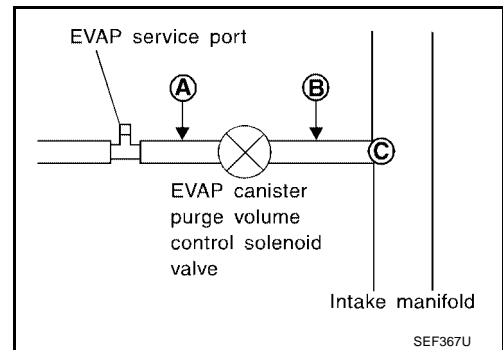 EVAP service port
A
B
C
EVAP canister
purge volume
control solenoid
valve
Intake manifold
SEF367U